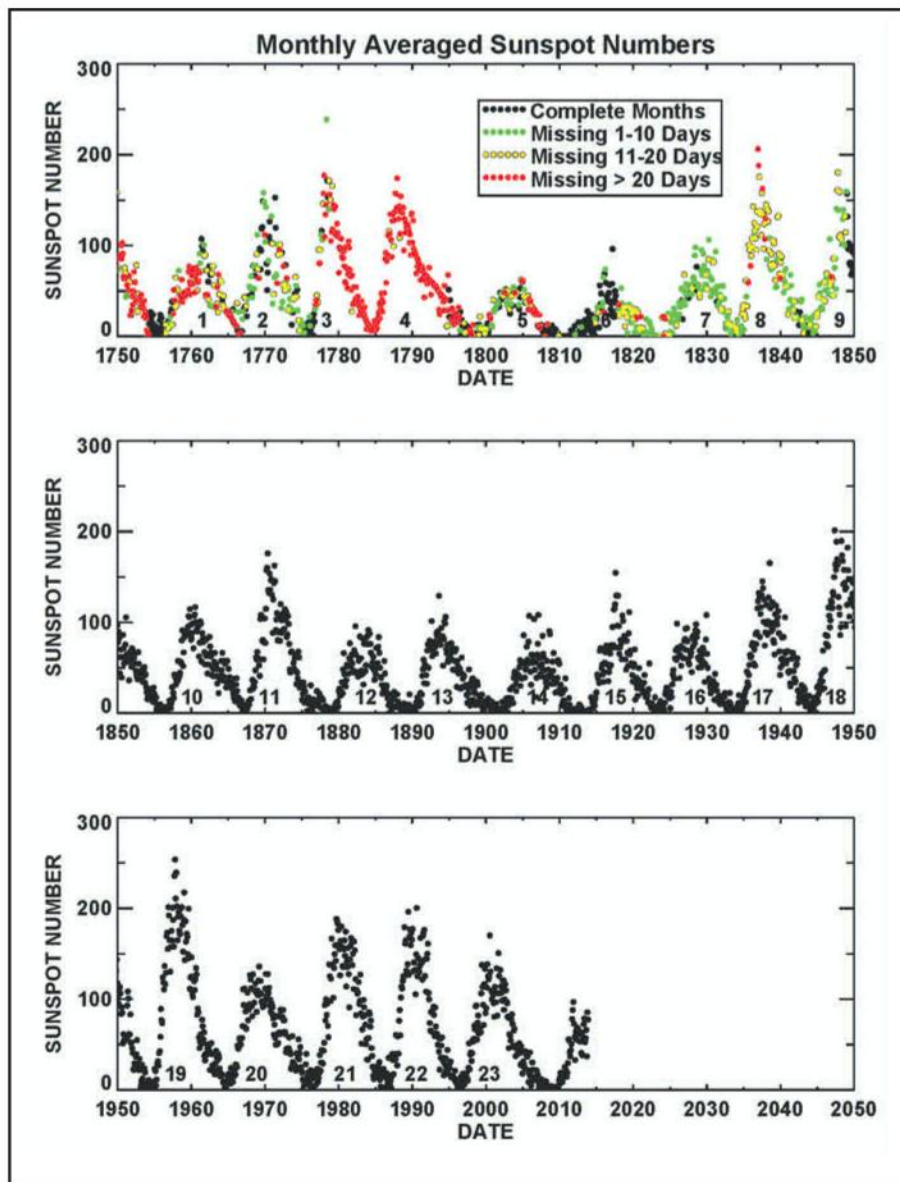 Monthly Averaged Sunspot Numbers
300
200
100
0
SUNSPOT NUMBER
Complete Months
Missing 1-10 Days
Missing 11-20 Days
Missing > 20 Days
1 2 3 4 5 6 7 8 9
1750 1760 1770 1780 1790 1800 1810 1820 1830 1840 1850
DATE
300
200
100
0
SUNSPOT NUMBER
10 11 12 13 14 15 16 17 18
1850 1860 1870 1880 1890 1900 1910 1920 1930 1940 1950
DATE
300
200
100
0
SUNSPOT NUMBER
19 20 21 22 23
1950 1960 1970 1980 1990 2000 2010 2020 2030 2040 2050
DATE